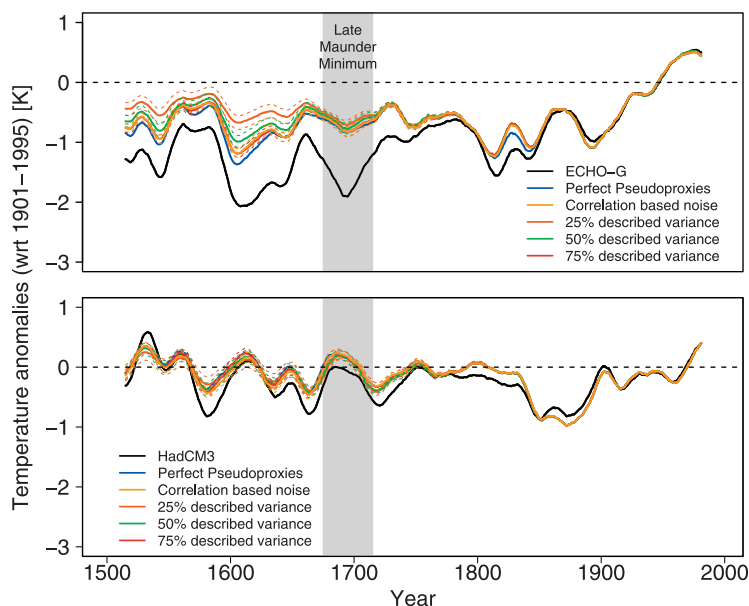 Temperature anomalies (wrt 1901−1995) [K]
1
0
−1
−2
−3
Late
Maunder
Minimum
ECHO−G
Perfect Pseudoproxies
Correlation based noise
25% described variance
50% described variance
75% described variance
1
0
−1
−2
−3
HadCM3
Perfect Pseudoproxies
Correlation based noise
25% described variance
50% described variance
75% described variance
1500 1600 1700 1800 1900 2000
Year